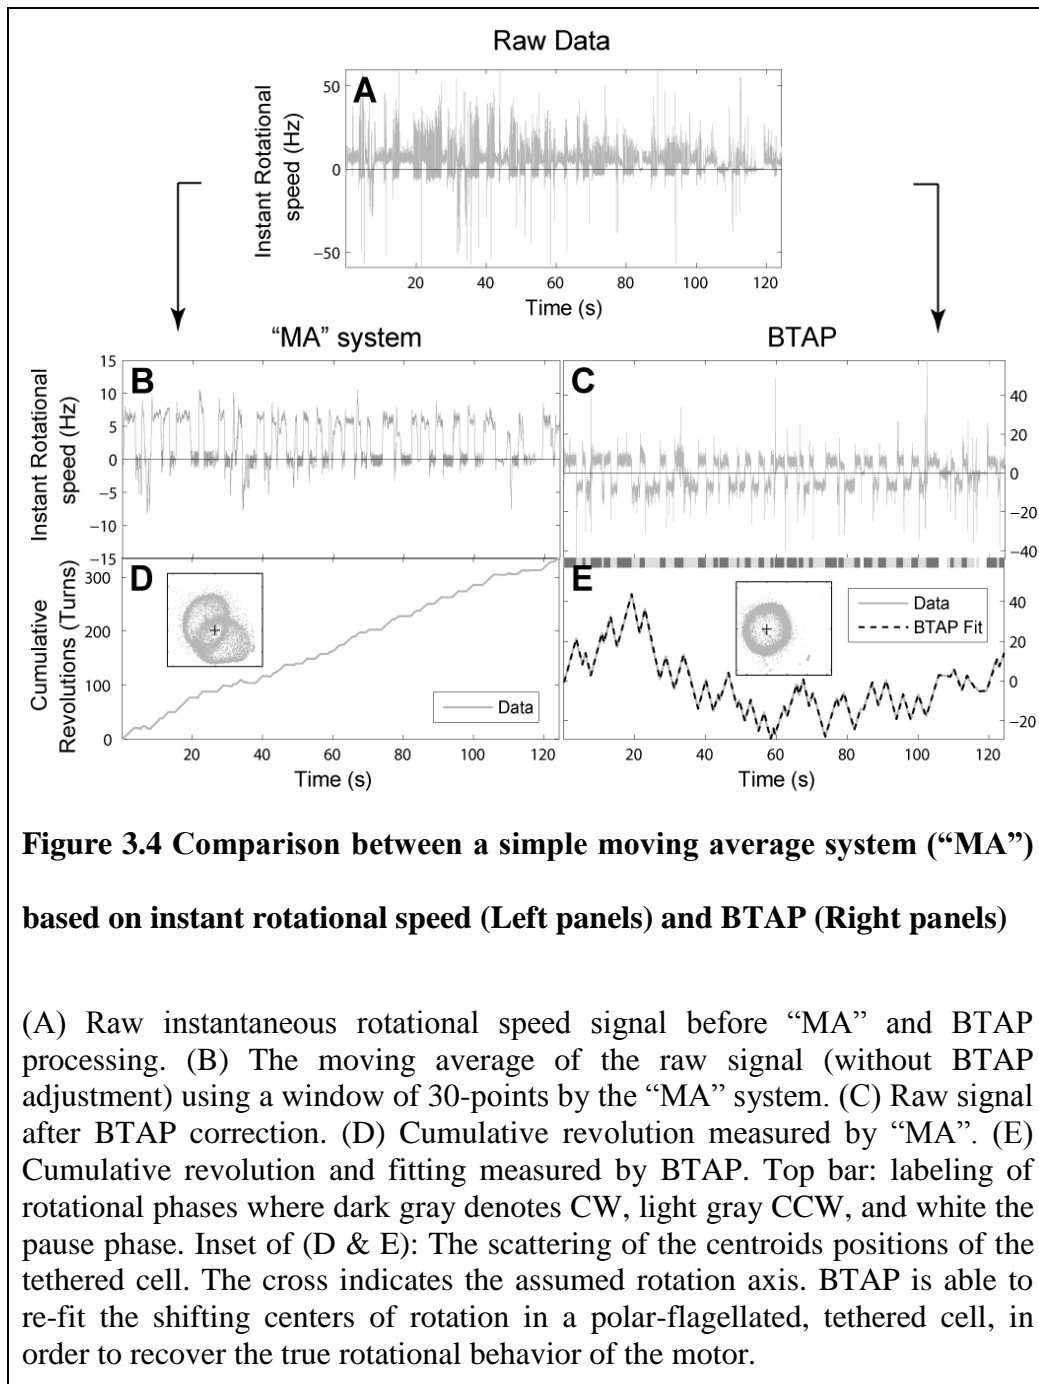 Raw Data
A
Instant Rotational
speed (Hz)
50
0
−50
20 40 60 80 100 120
Time (s)
“MA” system
BTAP
B
Instant Rotational
speed (Hz)
15
10
5
0
−5
−10
−15
C
40
20
0
−20
−40
D
Cumulative
Revolutions (Turns)
300
200
100
0
Data
20 40 60 80 100 120
Time (s)
E
Data
BTAP Fit
40
20
0
−20
20 40 60 80 100 120
Time (s)
Figure 3.4 Comparison between a simple moving average system (“MA”)
based on instant rotational speed (Left panels) and BTAP (Right panels)
(A) Raw instantaneous rotational speed signal before “MA” and BTAP
processing. (B) The moving average of the raw signal (without BTAP
adjustment) using a window of 30-points by the “MA” system. (C) Raw signal
after BTAP correction. (D) Cumulative revolution measured by “MA”. (E)
Cumulative revolution and fitting measured by BTAP. Top bar: labeling of
rotational phases where dark gray denotes CW, light gray CCW, and white the
pause phase. Inset of (D & E): The scattering of the centroids positions of the
tethered cell. The cross indicates the assumed rotation axis. BTAP is able to
re-fit the shifting centers of rotation in a polar-flagellated, tethered cell, in
order to recover the true rotational behavior of the motor.